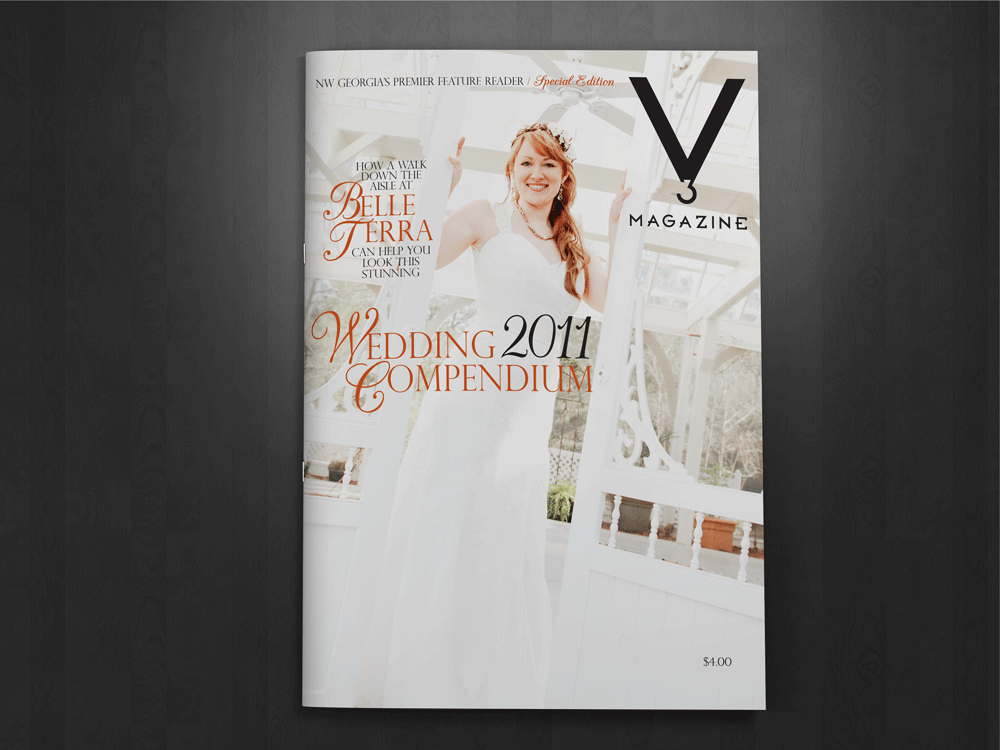 NW GEORGIA'S PREMIER FEATURE READER / Special Edition
V
3
MAGAZINE
HOW A WALK
DOWN THE
AISLE AT
BELLE
TERRA
CAN HELP YOU
LOOK THIS
STUNNING
WEDDING 2011
COMPENDIUM
$4.00